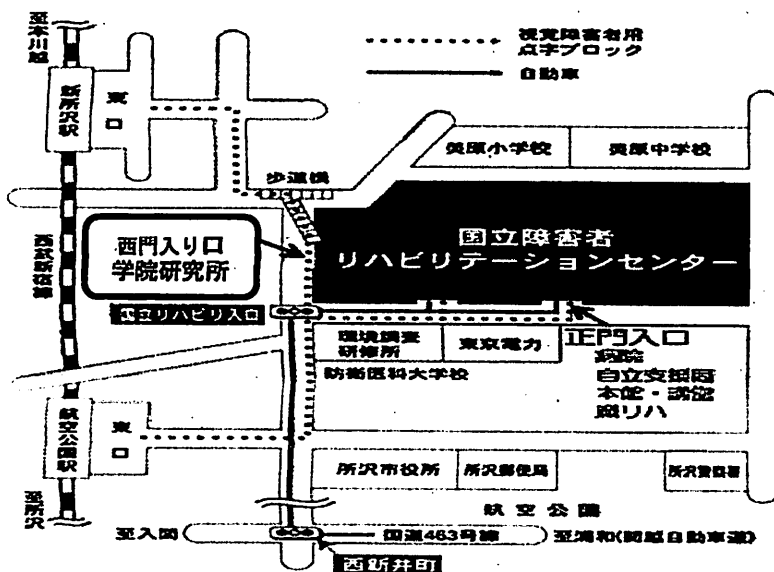 至本川越
視覚障害者用
点字ブロック
自動車
新所沢駅
東口
美原小学校
美原中学校
歩道橋
西武新宿線
西門入り口
学院研究所
国立障害者
リハビリテーションセンター
国立リハビリ入口
環境調査
研修所
東京電力
正門入口
病院
自立支援局
本館・講堂
防衛医科大学校
航空公園駅
東口
所沢市役所
所沢郵便局
所沢警察署
至所沢
航空公園
至入間
国道463号線
至浦和(関越自動車道)
西新井町